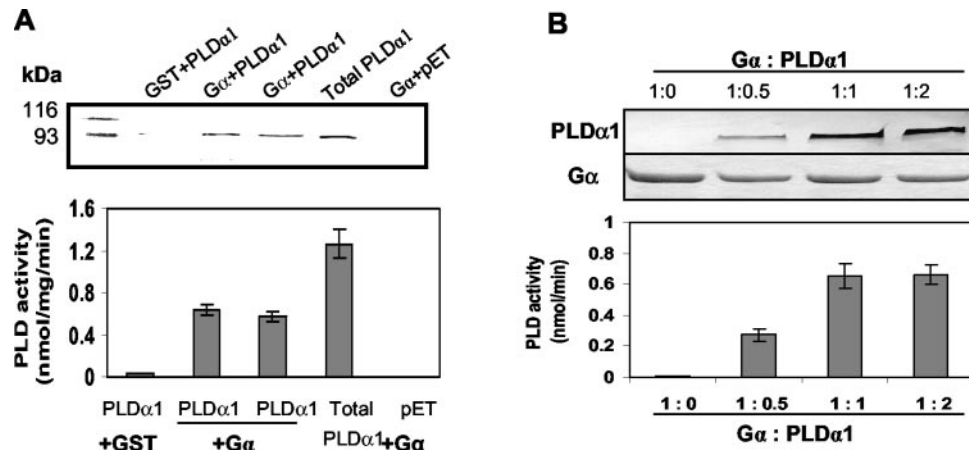 A
kDa
GST+PLDα1
Gα+PLDα1
Gα+PLDα1
Total PLDα1
Gα+pET
116
93
PLD activity
(nmol/mg/min)
1.6
1.2
0.8
0.4
0
PLDα1 PLDα1 PLDα1 Total pET
+GST +Gα PLDα1 +Gα
B
Gα : PLDα1
1:0 1:0.5 1:1 1:2
PLDα1
Gα
PLD activity
(nmol/min)
1
0.8
0.6
0.4
0.2
0
1 : 0 1 : 0.5 1 : 1 1 : 2
Gα : PLDα1